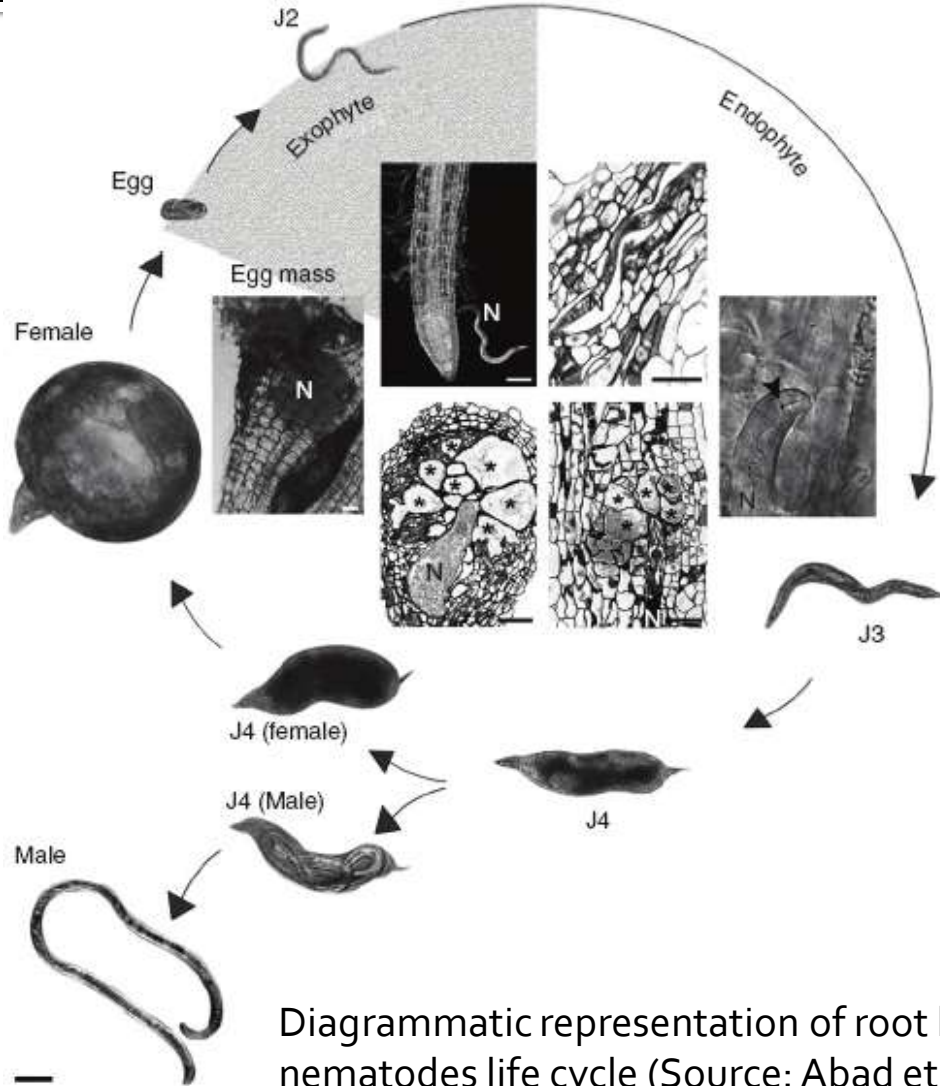 J2
Exophyte
Endophyte
Egg
Egg mass
Female
N
N
N
N
N
J3
J4 (female)
J4
J4 (Male)
Male
Diagrammatic representation of root
nematodes life cycle (Source: Abad et